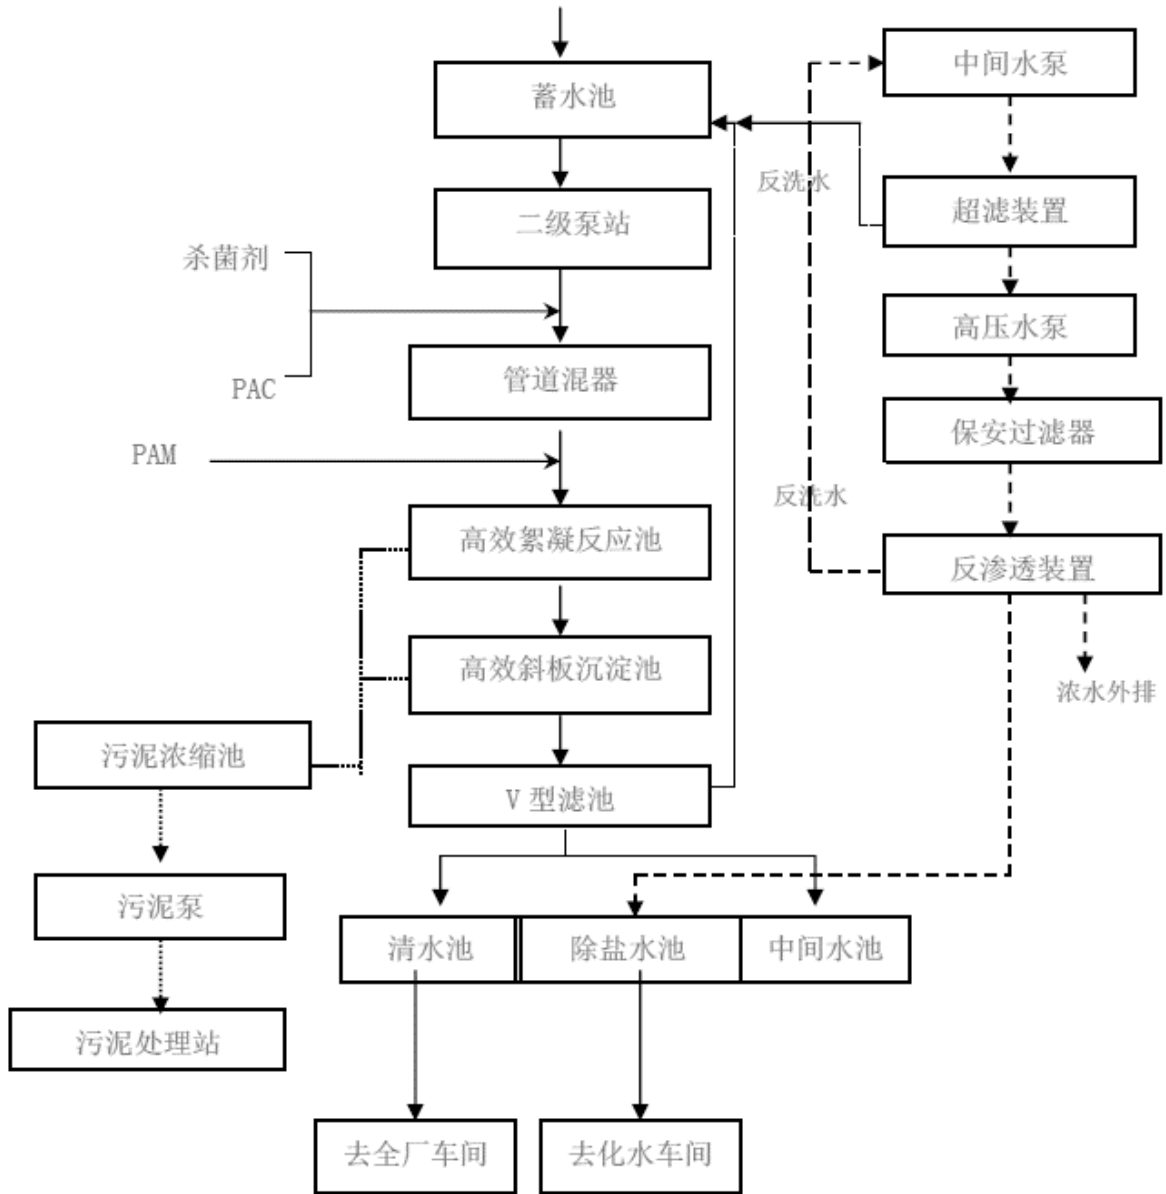 中间水泵
蓄水池
反洗水
超滤装置
二级泵站
杀菌剂
高压水泵
管道混器
PAC
保安过滤器
PAM
反洗水
高效絮凝反应池
反渗透装置
高效斜板沉淀池
浓水外排
污泥浓缩池
V 型滤池
污泥泵
清水池
除盐水池
中间水池
污泥处理站
去全厂车间
去化水车间